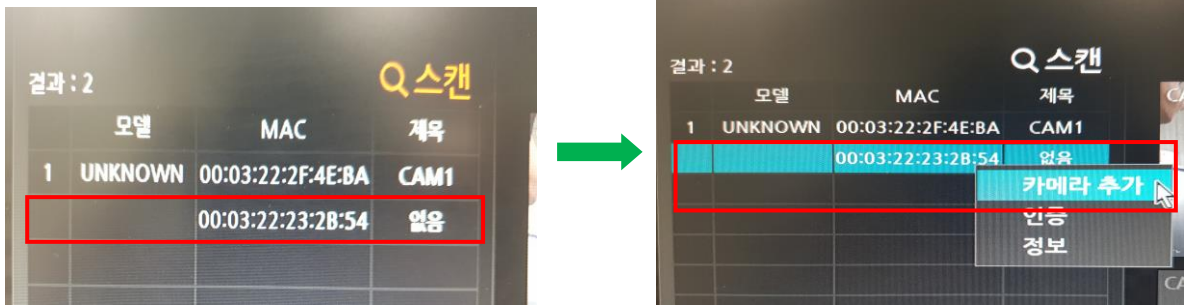 결과 : 2
스캔
모델 MAC 제목
1 UNKNOWN 00:03:22:2F:4E:BA CAM1
00:03:22:23:2B:54 없음
결과 : 2
스캔
모델 MAC 제목
1 UNKNOWN 00:03:22:2F:4E:BA CAM1
00:03:22:23:2B:54 없음
카메라 추가
인증
정보
CA
CA